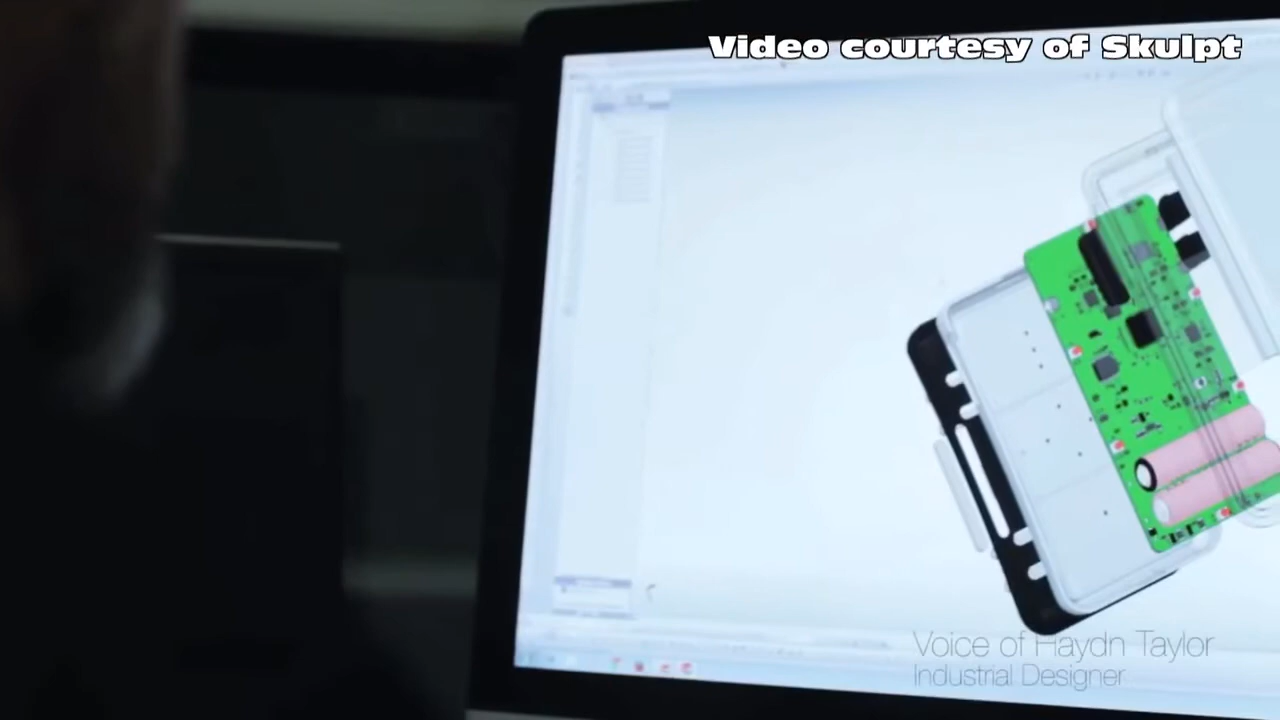 Video courtesy of Skulpt
Voice of Haydn Taylor
Industrial Designer